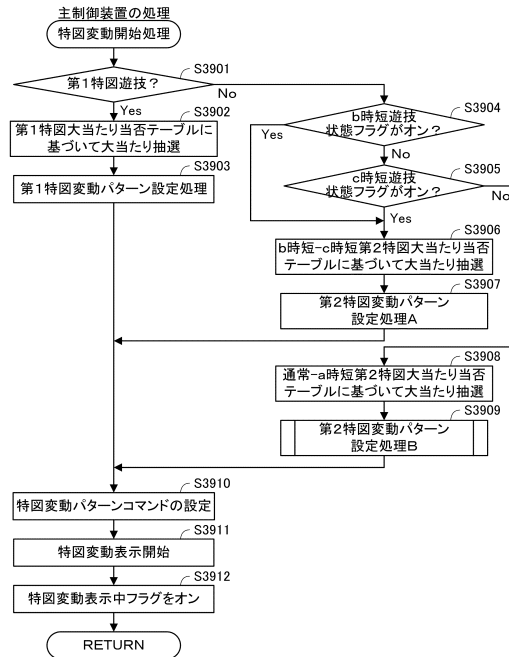 主制御装置の処理
特図変動開始処理
S3901
第1特図遊技?
No
Yes
S3902
第1特図大当たり当否テーブルに
基づいて大当たり抽選
S3903
第1特図変動パターン設定処理
S3904
b時短遊技
状態フラグがオン?
Yes
No
S3905
c時短遊技
状態フラグがオン?
No
Yes
S3906
b時短-c時短第2特図大当たり当否
テーブルに基づいて大当たり抽選
S3907
第2特図変動パターン
設定処理A
S3908
通常-a時短第2特図大当たり当否
テーブルに基づいて大当たり抽選
S3909
第2特図変動パターン
設定処理B
S3910
特図変動パターンコマンドの設定
S3911
特図変動表示開始
S3912
特図変動表示中フラグをオン
RETURN